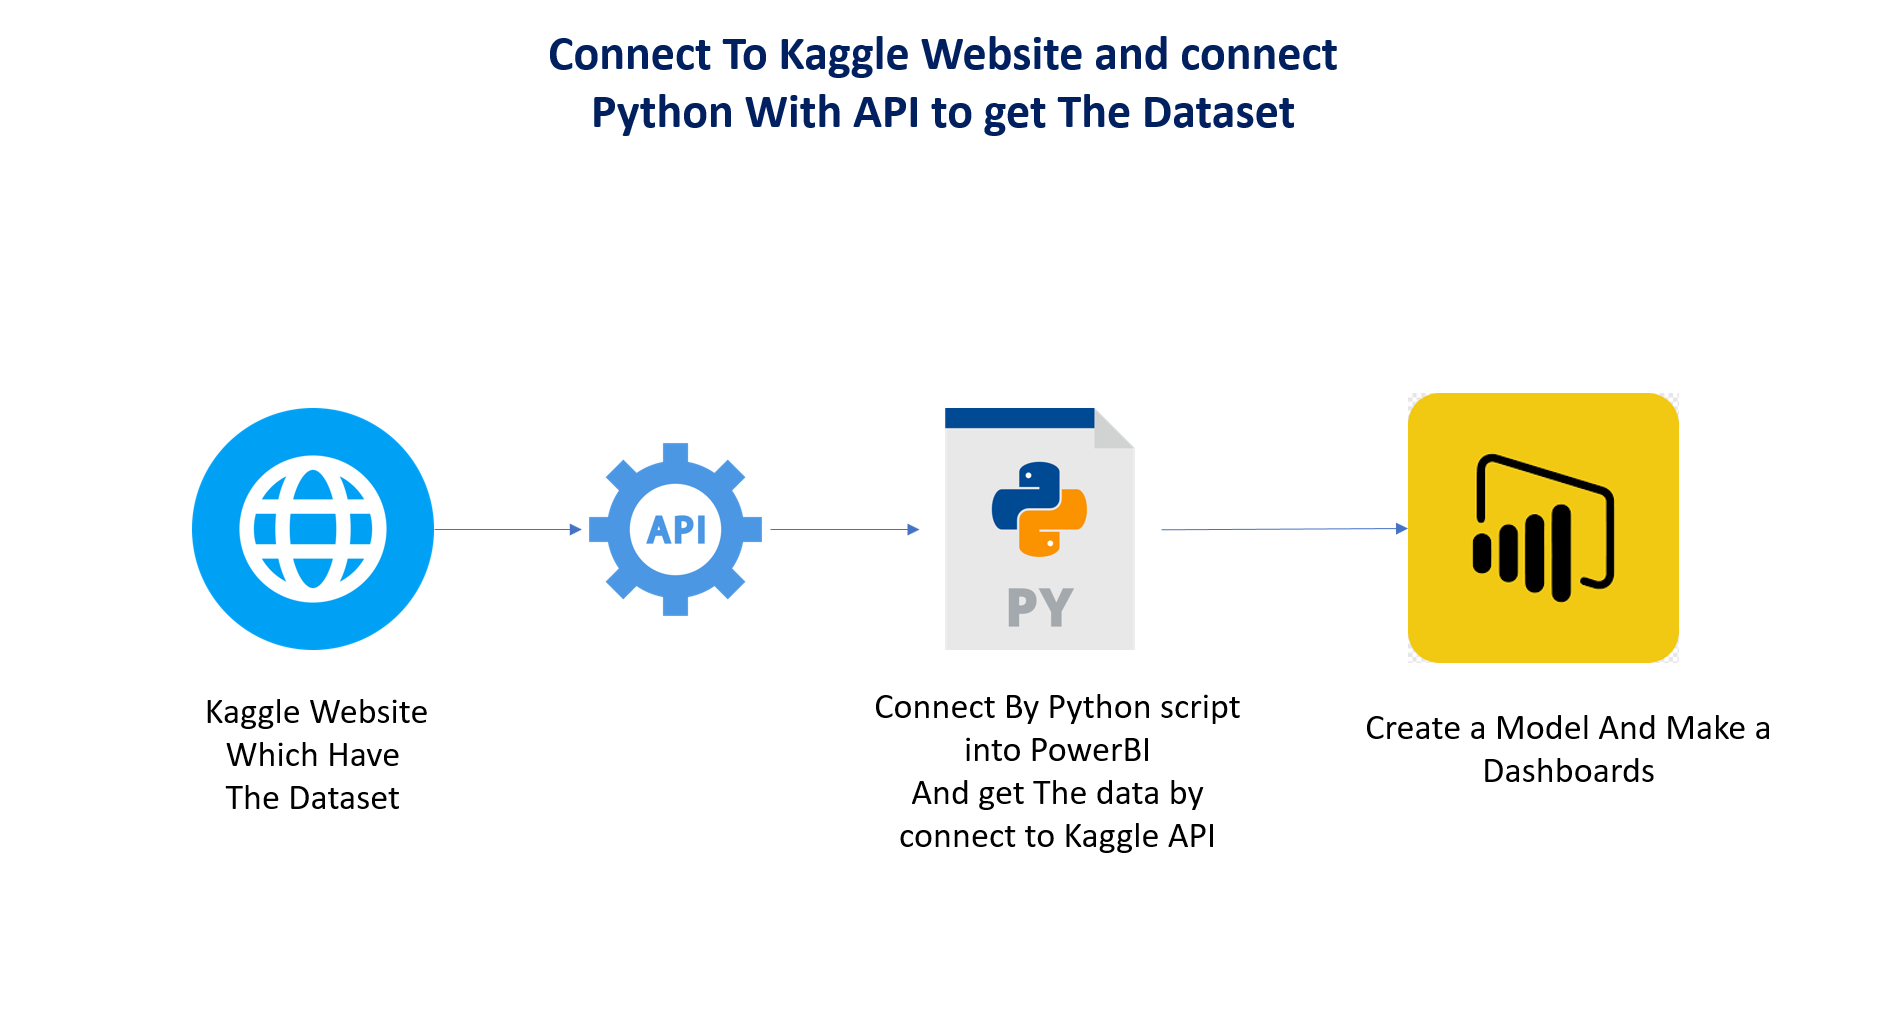 Connect To Kaggle Website and connect
Python With API to get The Dataset
API
PY
Kaggle Website
Which Have
The Dataset
Connect By Python script
into PowerBI
And get The data by
connect to Kaggle API
Create a Model And Make a
Dashboards